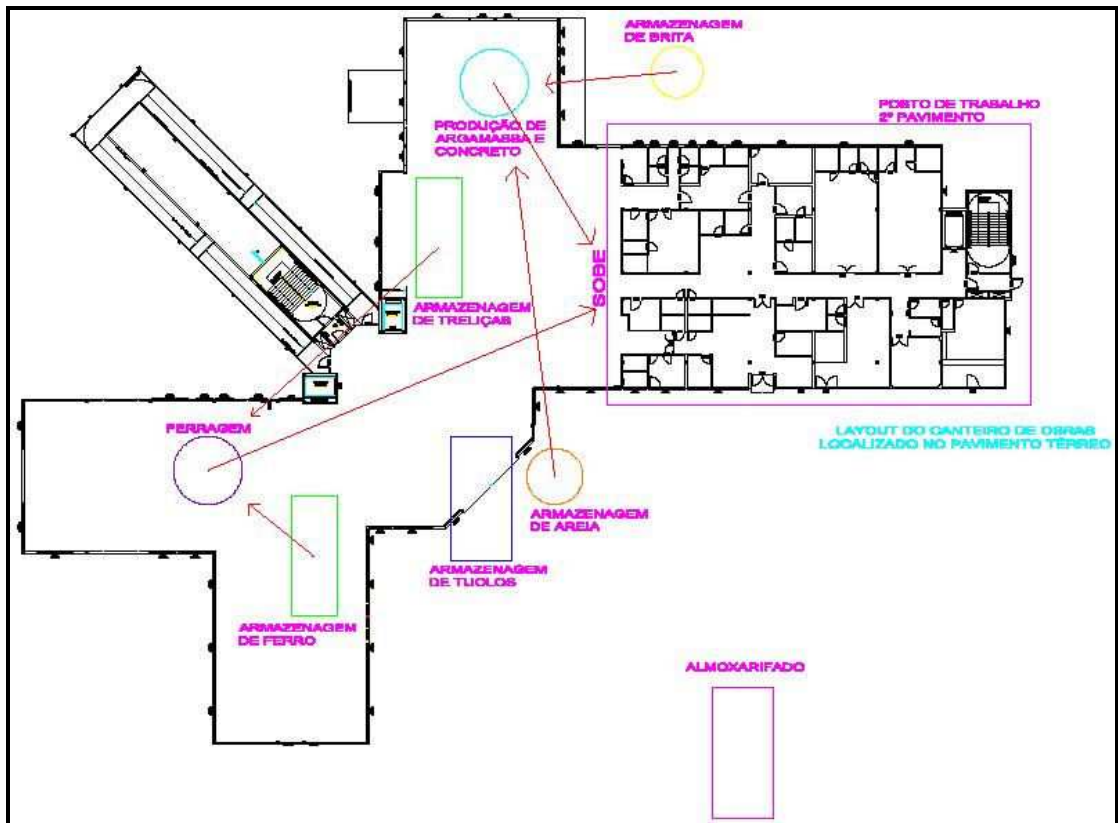 ARMAZENAGEM
DE BRITA
POSTO DE TRABALHO
2º PAVIMENTO
PRODUÇÃO DE
ARGAMASSA E
CONCRETO
SOBE
ARMAZENAGEM
DE TRELIÇAS
FERRAGEM
LAYOUT DO CANTEIRO DE OBRAS
LOCALIZADO NO PAVIMENTO TÉRREO
ARMAZENAGEM
DE AREIA
ARMAZENAGEM
DE TIJOLOS
ARMAZENAGEM
DE FERRO
ALMOXARIFADO